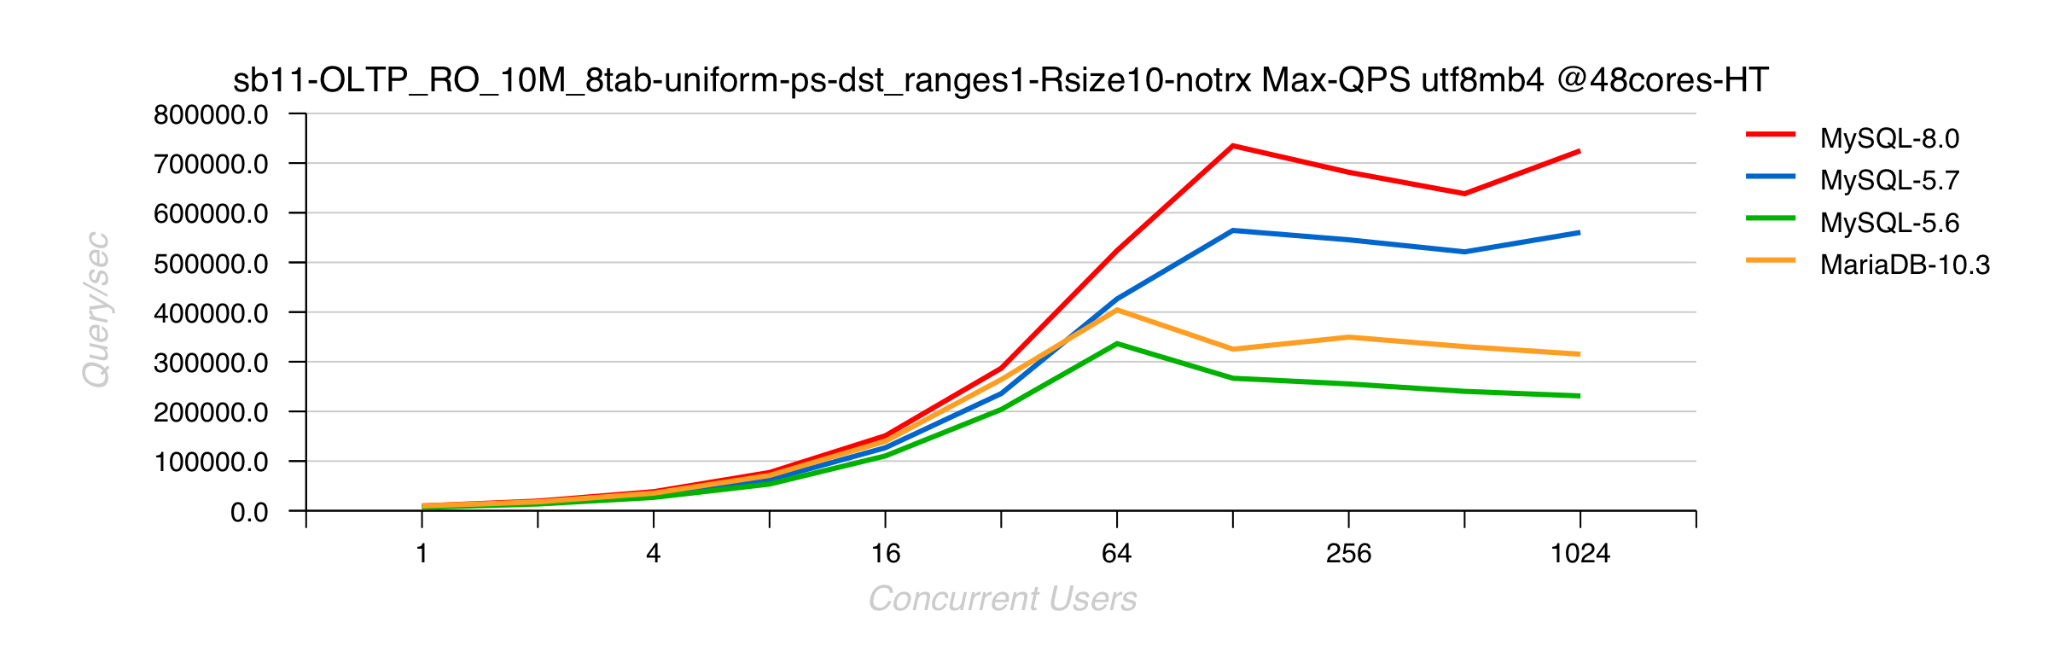 sb11-OLTP_RO_10M_8tab-uniform-ps-dst_ranges1-Rsize10-notrx Max-QPS utf8mb4 @48cores-HT
800000.0
700000.0
600000.0
500000.0
400000.0
300000.0
200000.0
100000.0
0.0
Query/sec
1 4 16 64 256 1024
Concurrent Users
MySQL-8.0
MySQL-5.7
MySQL-5.6
MariaDB-10.3